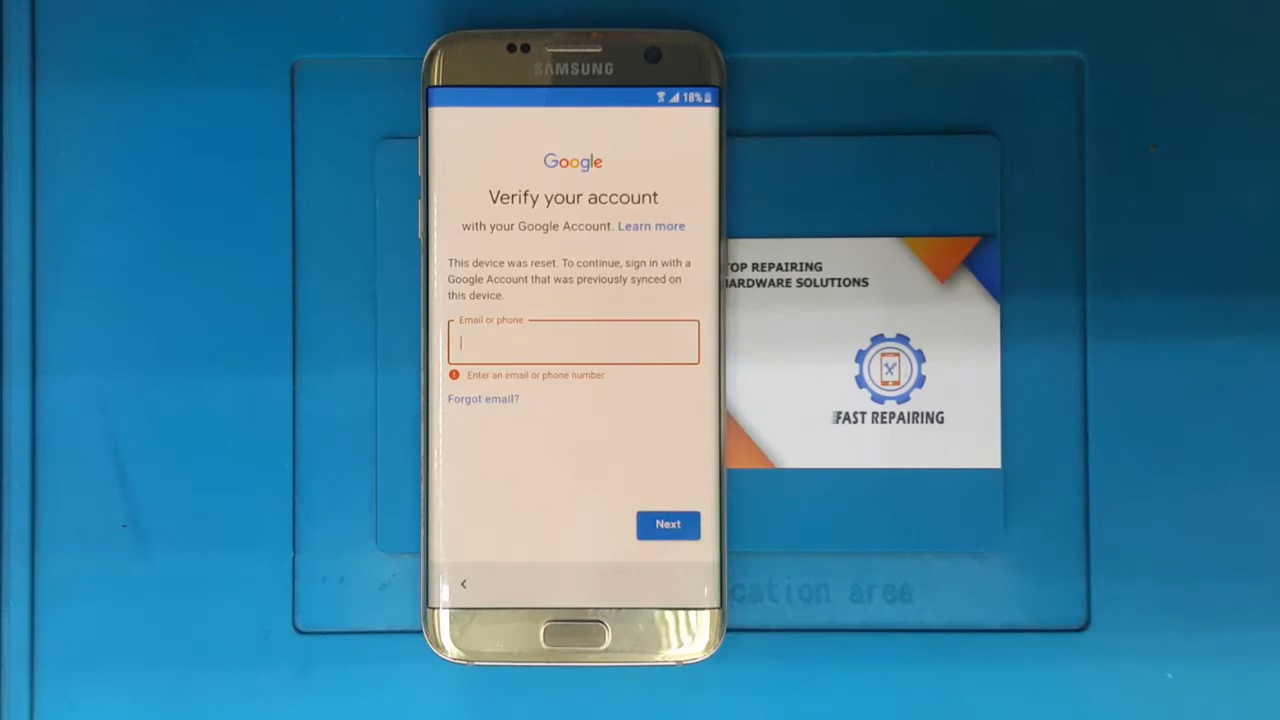 SAMSUNG
18%
Google
Verify your account
with your Google Account. Learn more
This device was reset. To continue, sign in with a
Google Account that was previously synced on
this device.
Email or phone
Enter an email or phone number
Forgot email?
Next
TOP REPAIRING
HARDWARE SOLUTIONS
FAST REPAIRING
cation area